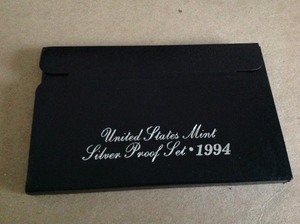 United States Mint
Silver Proof Set • 1994